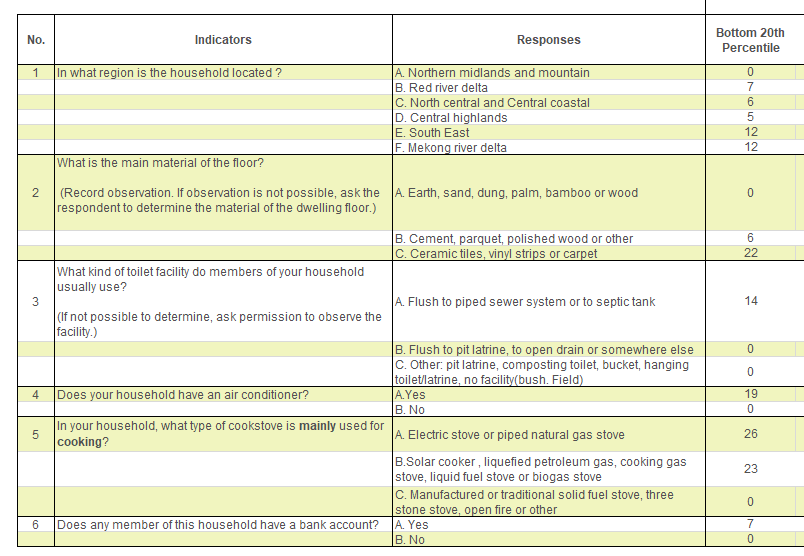 No. Indicators Responses Bottom 20th Percentile
1 In what region is the household located ? A. Northern midlands and mountain 0
B. Red river delta 7
C. North central and Central coastal 6
D. Central highlands 5
E. South East 12
F. Mekong river delta 12
What is the main material of the floor?
2 (Record observation. If observation is not possible, ask the A. Earth, sand, dung, palm, bamboo or wood 0
respondent to determine the material of the dwelling floor.)
B. Cement, parquet, polished wood or other 6
C. Ceramic tiles, vinyl strips or carpet 22
What kind of toilet facility do members of your household
usually use?
3 A. Flush to piped sewer system or to septic tank 14
(If not possible to determine, ask permission to observe the
facility.)
B. Flush to pit latrine, to open drain or somewhere else 0
C. Other: pit latrine, composting toilet, bucket, hanging
toilet/latrine, no facility(bush. Field) 0
4 Does your household have an air conditioner? A.Yes 19
B. No 0
5 In your household, what type of cookstove is mainly used for
cooking? A. Electric stove or piped natural gas stove 26
B.Solar cooker , liquefied petroleum gas, cooking gas
stove, liquid fuel stove or biogas stove 23
C. Manufactured or traditional solid fuel stove, three
stone stove, open fire or other 0
6 Does any member of this household have a bank account? A. Yes 7
B. No 0